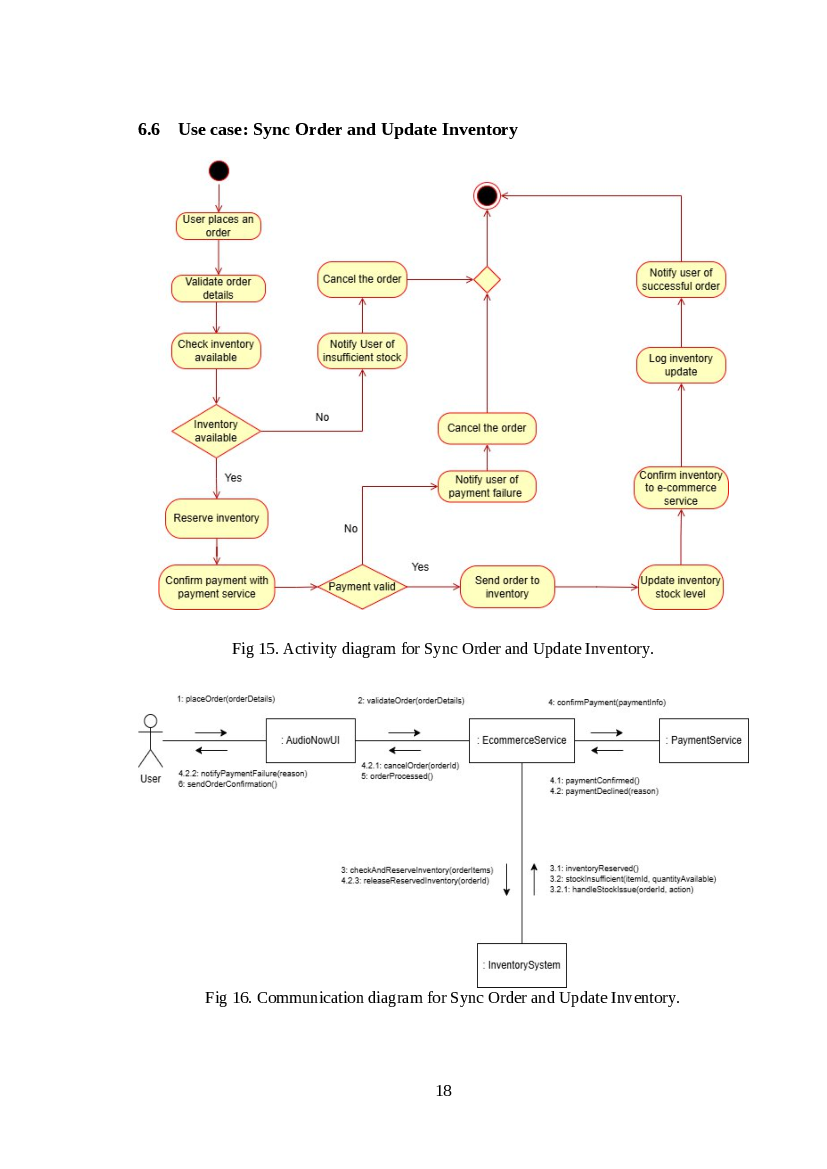 6.6 Use case: Sync Order and Update Inventory
User places an
order
Validate order
details
Check inventory
available
Inventory
available
No
Yes
Notify User of
insufficient stock
Cancel the order
Reserve inventory
Confirm payment with
payment service
Payment valid
No
Yes
Notify user of
payment failure
Cancel the order
Send order to
inventory
Update inventory
stock level
Confirm inventory
to e-commerce
service
Log inventory
update
Notify user of
successful order
Fig 15. Activity diagram for Sync Order and Update Inventory.
1: placeOrder(orderDetails)
2: validateOrder(orderDetails)
4: confirmPayment(paymentInfo)
User
: AudioNowUI
: EcommerceService
: PaymentService
4.2.2: notifyPaymentFailure(reason)
6: sendOrderConfirmation()
4.2.1: cancelOrder(orderId)
5: orderProcessed()
4.1: paymentConfirmed()
4.2: paymentDeclined(reason)
3: checkAndReserveInventory(orderItems)
4.2.3: releaseReservedInventory(orderId)
3.1: inventoryReserved()
3.2: stockInsufficient(itemId, quantityAvailable)
3.2.1: handleStockIssue(orderId, action)
: InventorySystem
Fig 16. Communication diagram for Sync Order and Update Inventory.
18